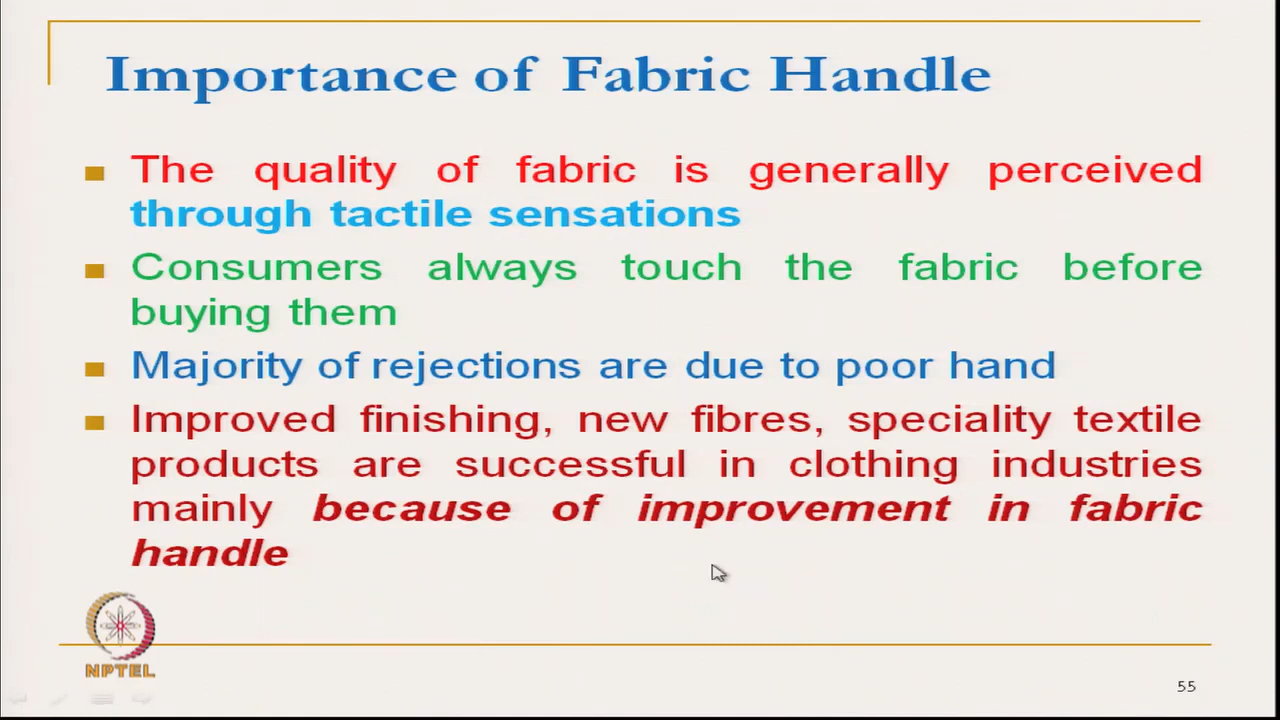 Importance of Fabric Handle
The quality of fabric is generally perceived
through tactile sensations
Consumers always touch the fabric before
buying them
Majority of rejections are due to poor hand
Improved finishing, new fibres, speciality textile
products are successful in clothing industries
mainly because of improvement in fabric
handle
NPTEL
55